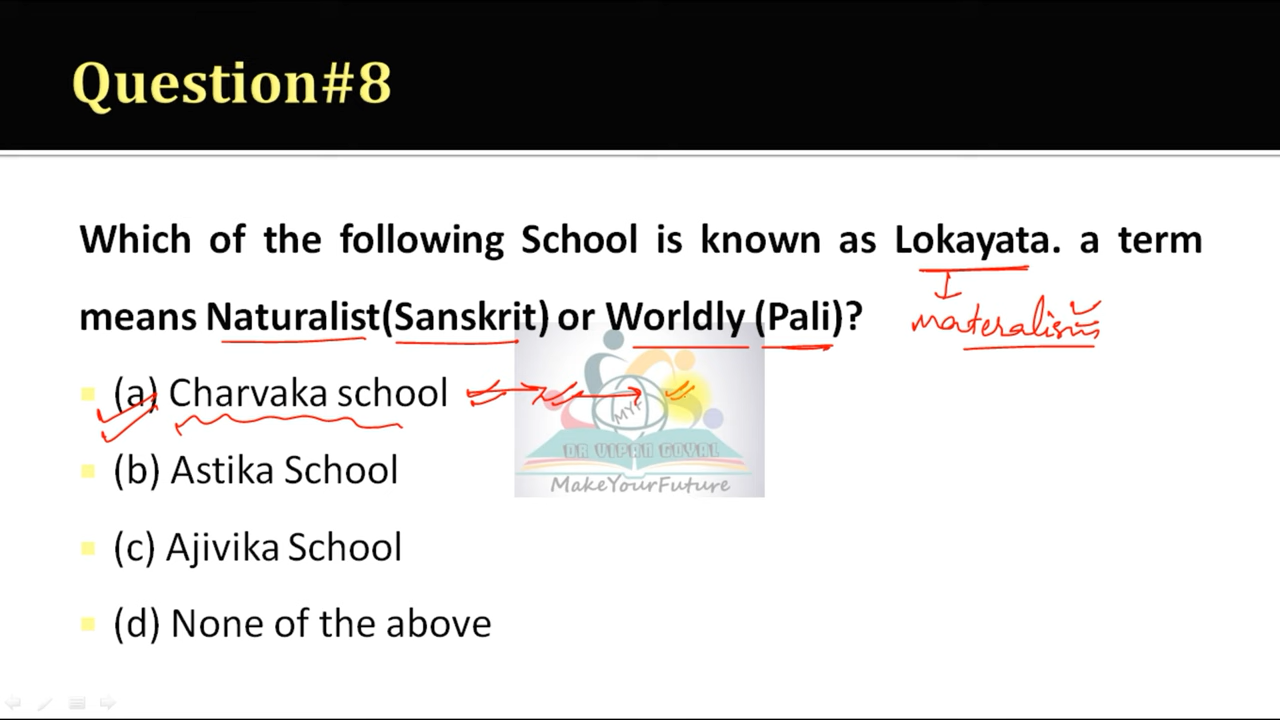 Question#8
Which of the following School is known as Lokayata. a term
means Naturalist(Sanskrit) or Worldly (Pali)?
materalism
(a) Charvaka school
(b) Astika School
(c) Ajivika School
(d) None of the above
MYF
DR VIPAN GOYAL
MakeYourFuture